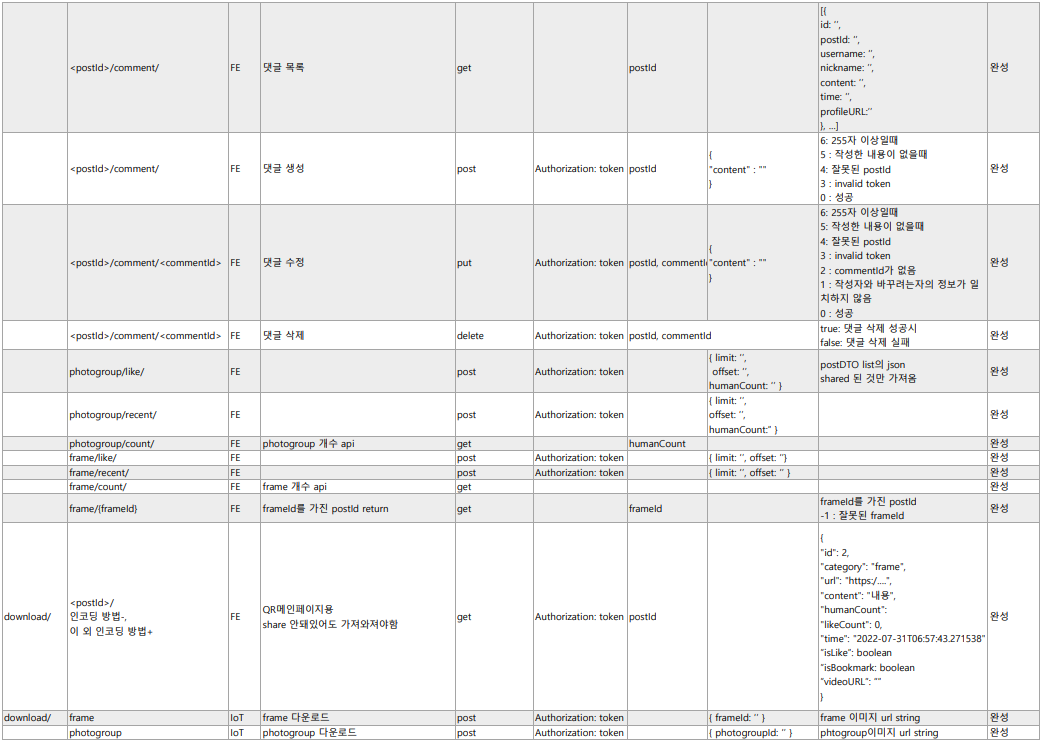 <postId>/comment/ FE 댓글 목록 get postId
[{
id: '',
postId: '',
username: '',
nickname: '',
content: '',
time: '',
profileURL:''
}, ...]
완성
<postId>/comment/ FE 댓글 생성 post Authorization: token postId
{
"content" : ""
}
6: 255자 이상일때
5 : 작성한 내용이 없을때
4: 잘못된 postId
3 : invalid token
0 : 성공
완성
<postId>/comment/<commentId> FE 댓글 수정 put Authorization: token postId, commentId
{
"content" : ""
}
6: 255자 이상일때
5: 작성한 내용이 없을때
4: 잘못된 postId
3 : invalid token
2 : commentId가 없음
1 : 작성자와 바꾸려는자의 정보가 일
치하지 않음
0 : 성공
완성
<postId>/comment/<commentId> FE 댓글 삭제 delete Authorization: token postId, commentId
true: 댓글 삭제 성공시
false: 댓글 삭제 실패
완성
photogroup/like/ FE post Authorization: token
{ limit: '',
offset: '',
humanCount: '' }
postDTO list의 json
shared 된 것만 가져옴
완성
photogroup/recent/ FE post Authorization: token
{ limit: '',
offset: '',
humanCount:" }
완성
photogroup/count/ FE photogroup 개수 api get humanCount 완성
frame/like/ FE post Authorization: token { limit: '', offset: ''} 완성
frame/recent/ FE post Authorization: token { limit: '', offset: '' } 완성
frame/count/ FE frame 개수 api get 완성
frame/{frameId} FE frameId를 가진 postId return get frameId
frameId를 가진 postId
-1 : 잘못된 frameId
완성
download/
<postId>/
인코딩 방법-,
이 외 인코딩 방법+
FE
QR메인페이지용
share 안돼있어도 가져와져야함
get Authorization: token postId
{
"id": 2,
"category": "frame",
"url": "https:/....",
"content": "내용",
"humanCount":
"likeCount": 0,
"time": "2022-07-31T06:57:43.271538"
"isLike": boolean
"isBookmark: boolean
"videoURL": ""
}
완성
download/ frame IoT frame 다운로드 post Authorization: token { frameId: '' } frame 이미지 url string 완성
photogroup IoT photogroup 다운로드 post Authorization: token { photogroupId: '' } phtogroup이미지 url string 완성